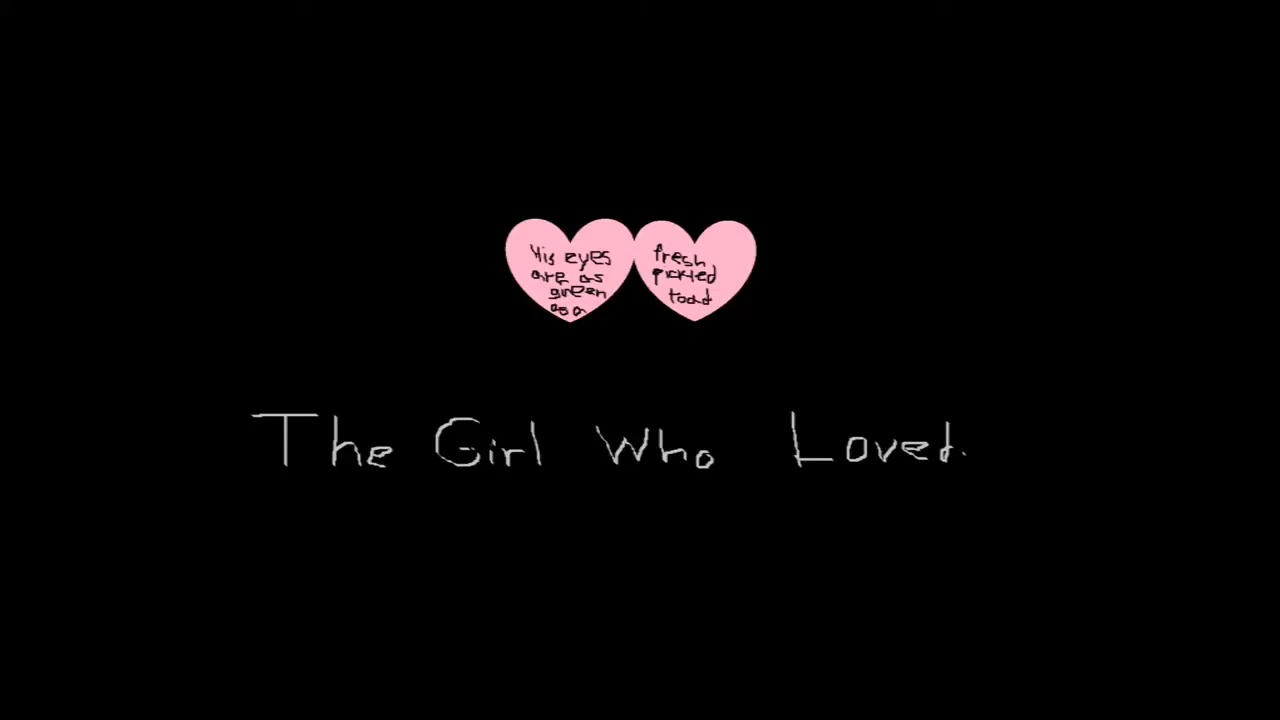 His eyes
are as
green
as a
fresh
pickled
toad
The Girl Who Loved.